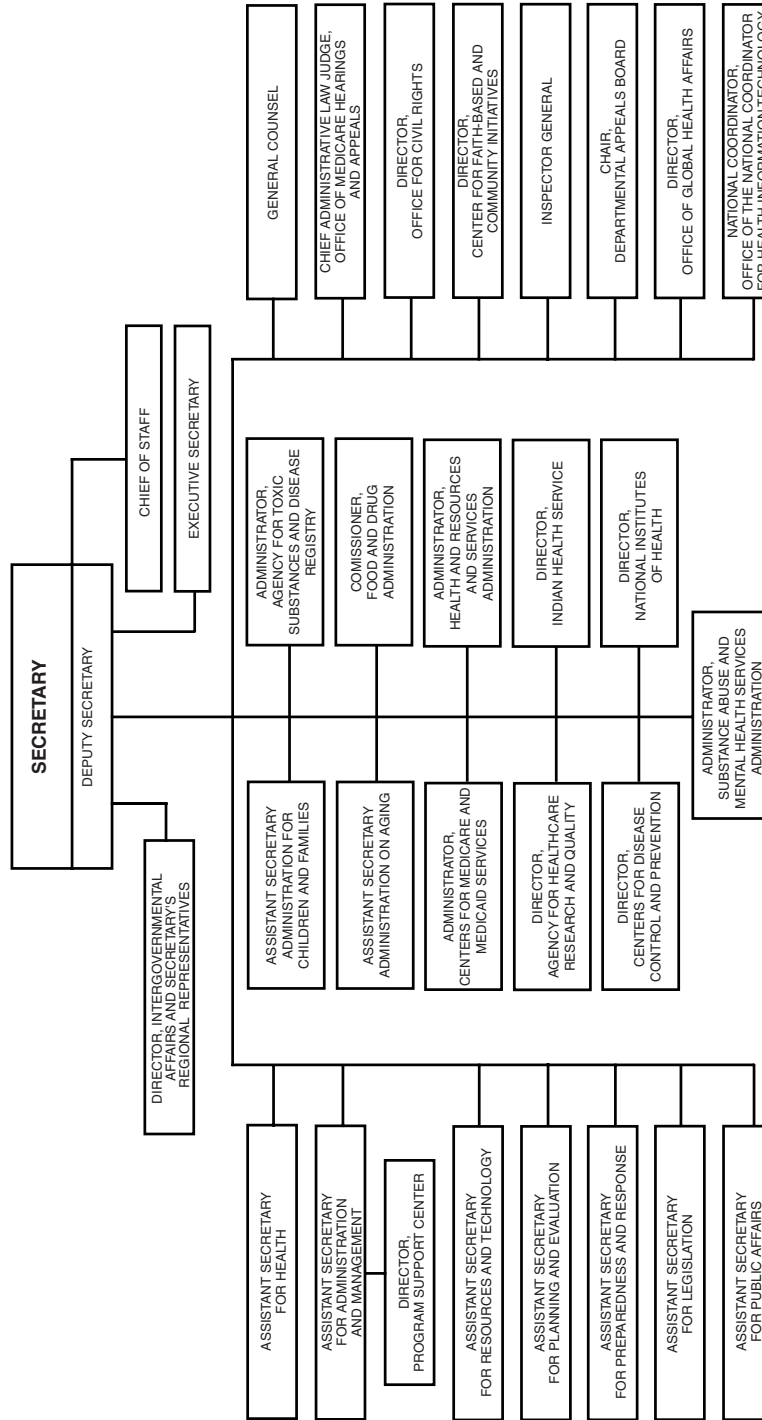 SECRETARY
DEPUTY SECRETARY
DIRECTOR, INTERGOVERNMENTAL
AFFAIRS AND SECRETARY'S
REGIONAL REPRESENTATIVES
CHIEF OF STAFF
EXECUTIVE SECRETARY
ASSISTANT SECRETARY
FOR HEALTH
ASSISTANT SECRETARY
FOR ADMINISTRATION
AND MANAGEMENT
DIRECTOR,
PROGRAM SUPPORT CENTER
ASSISTANT SECRETARY
FOR RESOURCES AND TECHNOLOGY
ASSISTANT SECRETARY
FOR PLANNING AND EVALUATION
ASSISTANT SECRETARY
FOR PREPAREDNESS AND RESPONSE
ASSISTANT SECRETARY
FOR LEGISLATION
ASSISTANT SECRETARY
FOR PUBLIC AFFAIRS
ASSISTANT SECRETARY
ADMINISTRATION FOR
CHILDREN AND FAMILIES
ASSISTANT SECRETARY
ADMINISTRATION ON AGING
ADMINISTRATOR,
CENTERS FOR MEDICARE AND
MEDICAID SERVICES
DIRECTOR,
AGENCY FOR HEALTHCARE
RESEARCH AND QUALITY
DIRECTOR,
CENTERS FOR DISEASE
CONTROL AND PREVENTION
ADMINISTRATOR,
AGENCY FOR TOXIC
SUBSTANCES AND DISEASE
REGISTRY
COMISSIONER,
FOOD AND DRUG
ADMINISTRATION
ADMINISTRATOR,
HEALTH AND RESOURCES
AND SERVICES
ADMINISTRATION
DIRECTOR,
INDIAN HEALTH SERVICE
DIRECTOR,
NATIONAL INSTITUTES
OF HEALTH
ADMINISTRATOR,
SUBSTANCE ABUSE AND
MENTAL HEALTH SERVICES
ADMINISTRATION
GENERAL COUNSEL
CHIEF ADMINISTRATIVE LAW JUDGE,
OFFICE OF MEDICARE HEARINGS
AND APPEALS
DIRECTOR,
OFFICE FOR CIVIL RIGHTS
DIRECTOR,
CENTER FOR FAITH-BASED AND
COMMUNITY INITIATIVES
INSPECTOR GENERAL
CHAIR,
DEPARTMENTAL APPEALS BOARD
DIRECTOR,
OFFICE OF GLOBAL HEALTH AFFAIRS
NATIONAL COORDINATOR,
OFFICE OF THE NATIONAL COORDINATOR
FOR HEALTH INFORMATION TECHNOLOGY